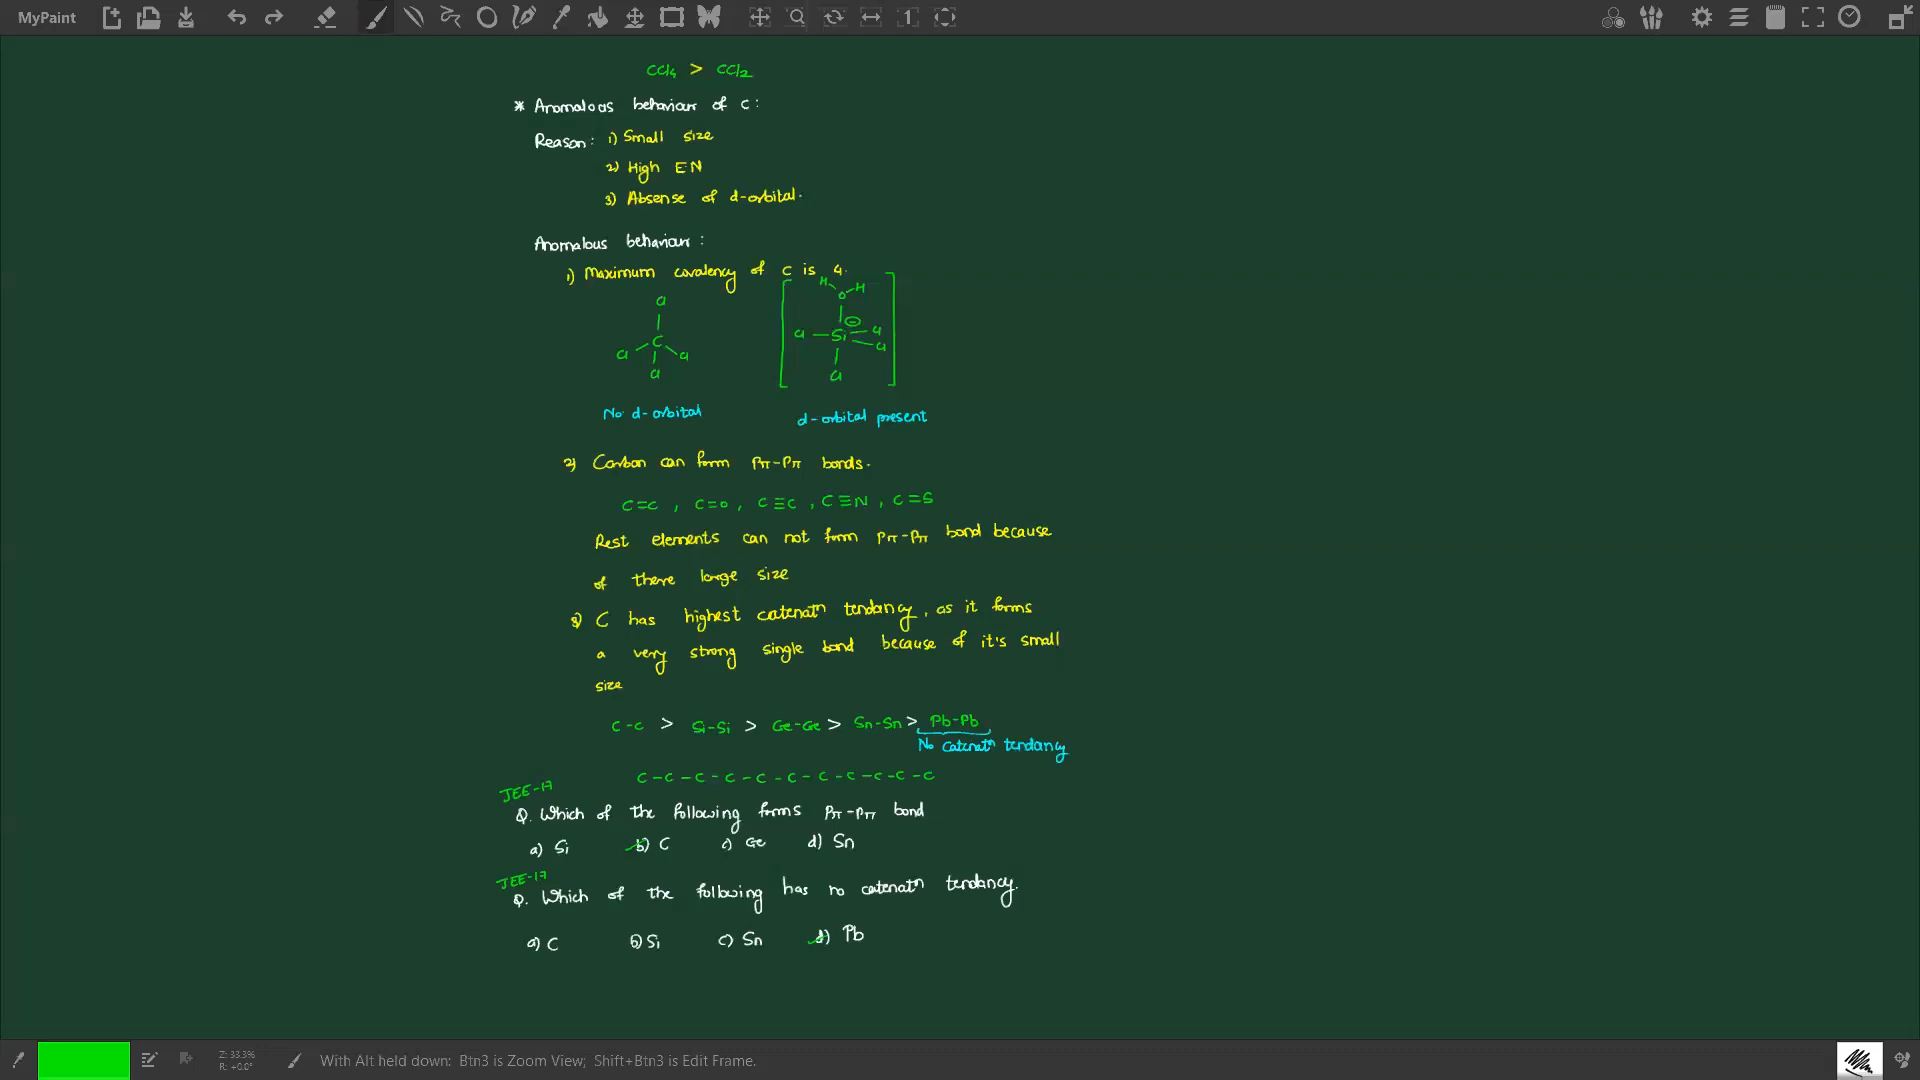 MyPaint
CCl4 > CCl2
* Anomalous behaviour of C:
Reason: 1) Small size
2) High EN
3) Absense of d-orbital.
Anomalous behaviour:
1) Maximum covalency of C is 4.
H H
O
Cl
Cl C Cl Cl
Cl Si ⊖ Cl Cl Cl
No d-orbital
d-orbital present
2) Carbon can form Pπ-Pπ bonds.
C=C , C=O , C≡C , C≡N , C=S
Rest elements can not form Pπ-Pπ bond because
of there large size
3) C has highest catenatn tendancy, as it forms
a very strong single bond because of it's small
size
C-C > Si-Si > Ge-Ge > Sn-Sn > Pb-Pb
No catenatn tendancy
C-C-C-C-C-C-C-C-C-C-C
JEE-17
Q. Which of the following forms Pπ-Pπ bond
a) Si b) C c) Ge d) Sn
JEE-17
Q. Which of the following has no catenatn tendancy.
a) C b) Si c) Sn d) Pb
Z: 33.3%
R: +0.0°
With Alt held down: Btn3 is Zoom View; Shift+Btn3 is Edit Frame.